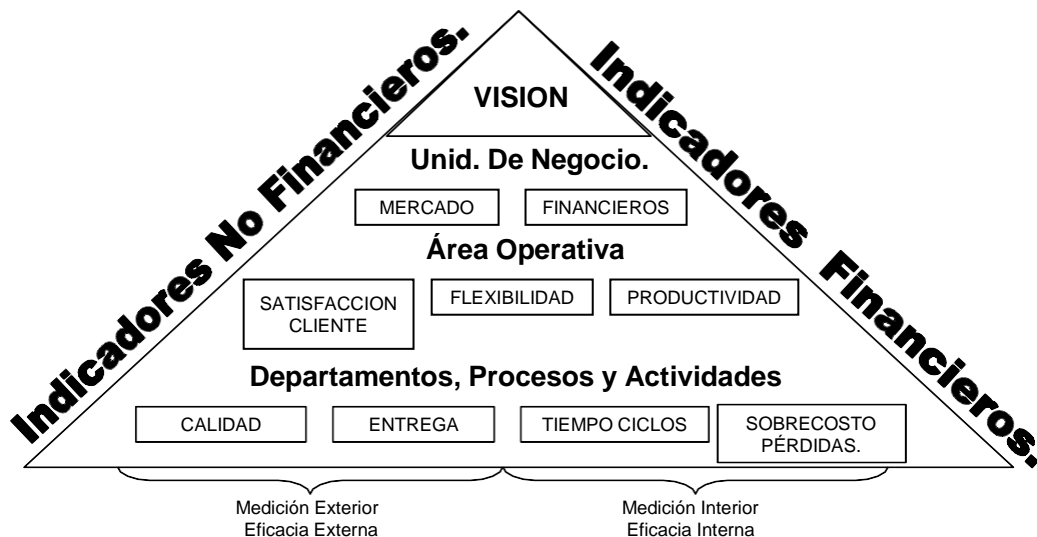 Indicadores No Financieros.
Indicadores Financieros.
VISION
Unid. De Negocio.
MERCADO
FINANCIEROS
Área Operativa
SATISFACCION
CLIENTE
FLEXIBILIDAD
PRODUCTIVIDAD
Departamentos, Procesos y Actividades
CALIDAD
ENTREGA
TIEMPO CICLOS
SOBRECOSTO
PÉRDIDAS.
Medición Exterior
Eficacia Externa
Medición Interior
Eficacia Interna